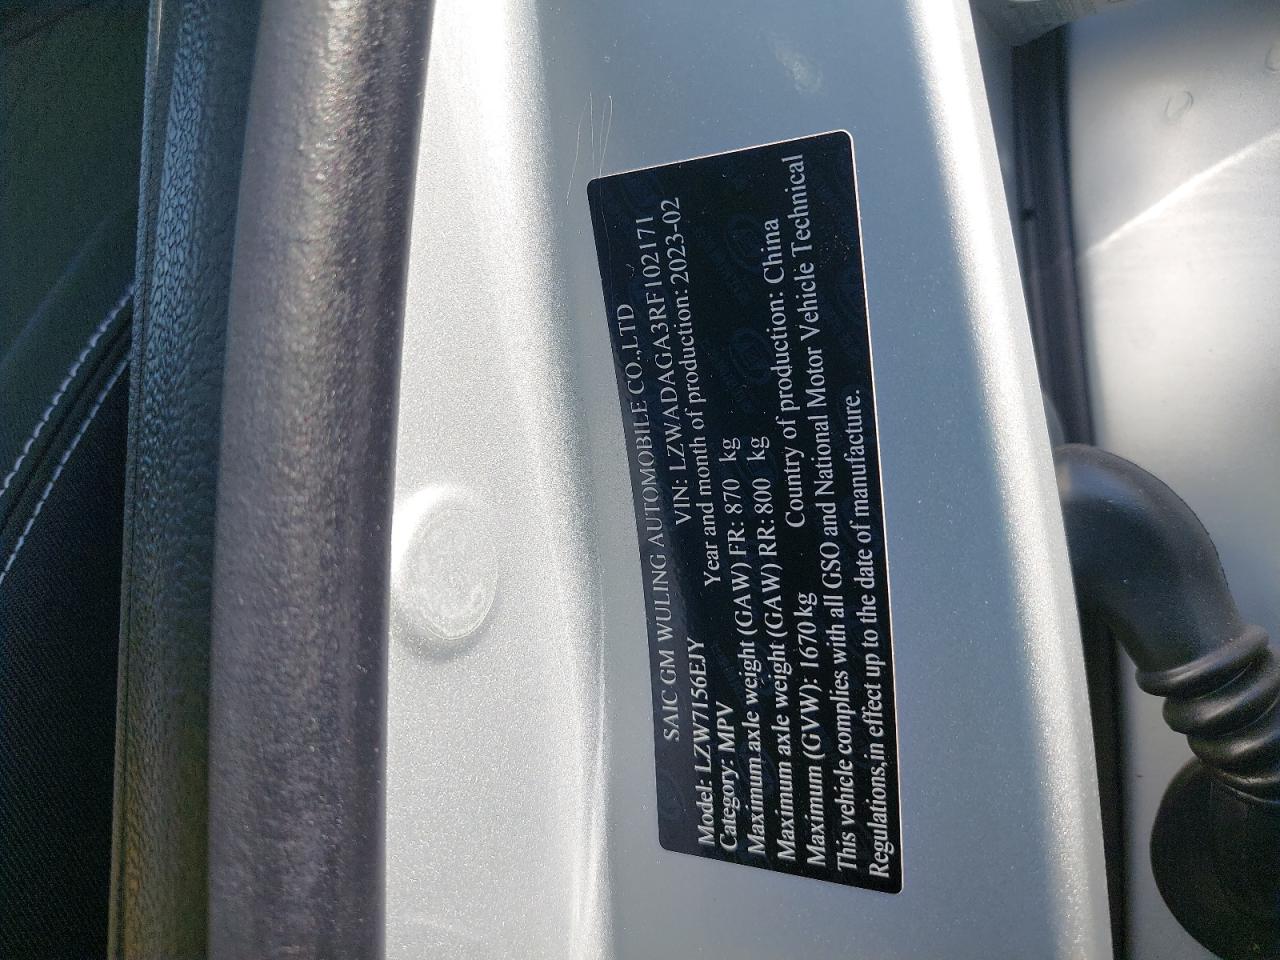 SAIC GM WULING AUTOMOBILE CO.,LTD
Model: LZW7156EJY VIN: LZWADAGA3RF102171
Category: MPV Year and month of production: 2023-02
Maximum axle weight (GAW) FR: 870 kg
Maximum axle weight (GAW) RR: 800 kg
Maximum (GVW): 1670 kg Country of production: China
This vehicle complies with all GSO and National Motor Vehicle Technical
Regulations,in effect up to the date of manufacture.